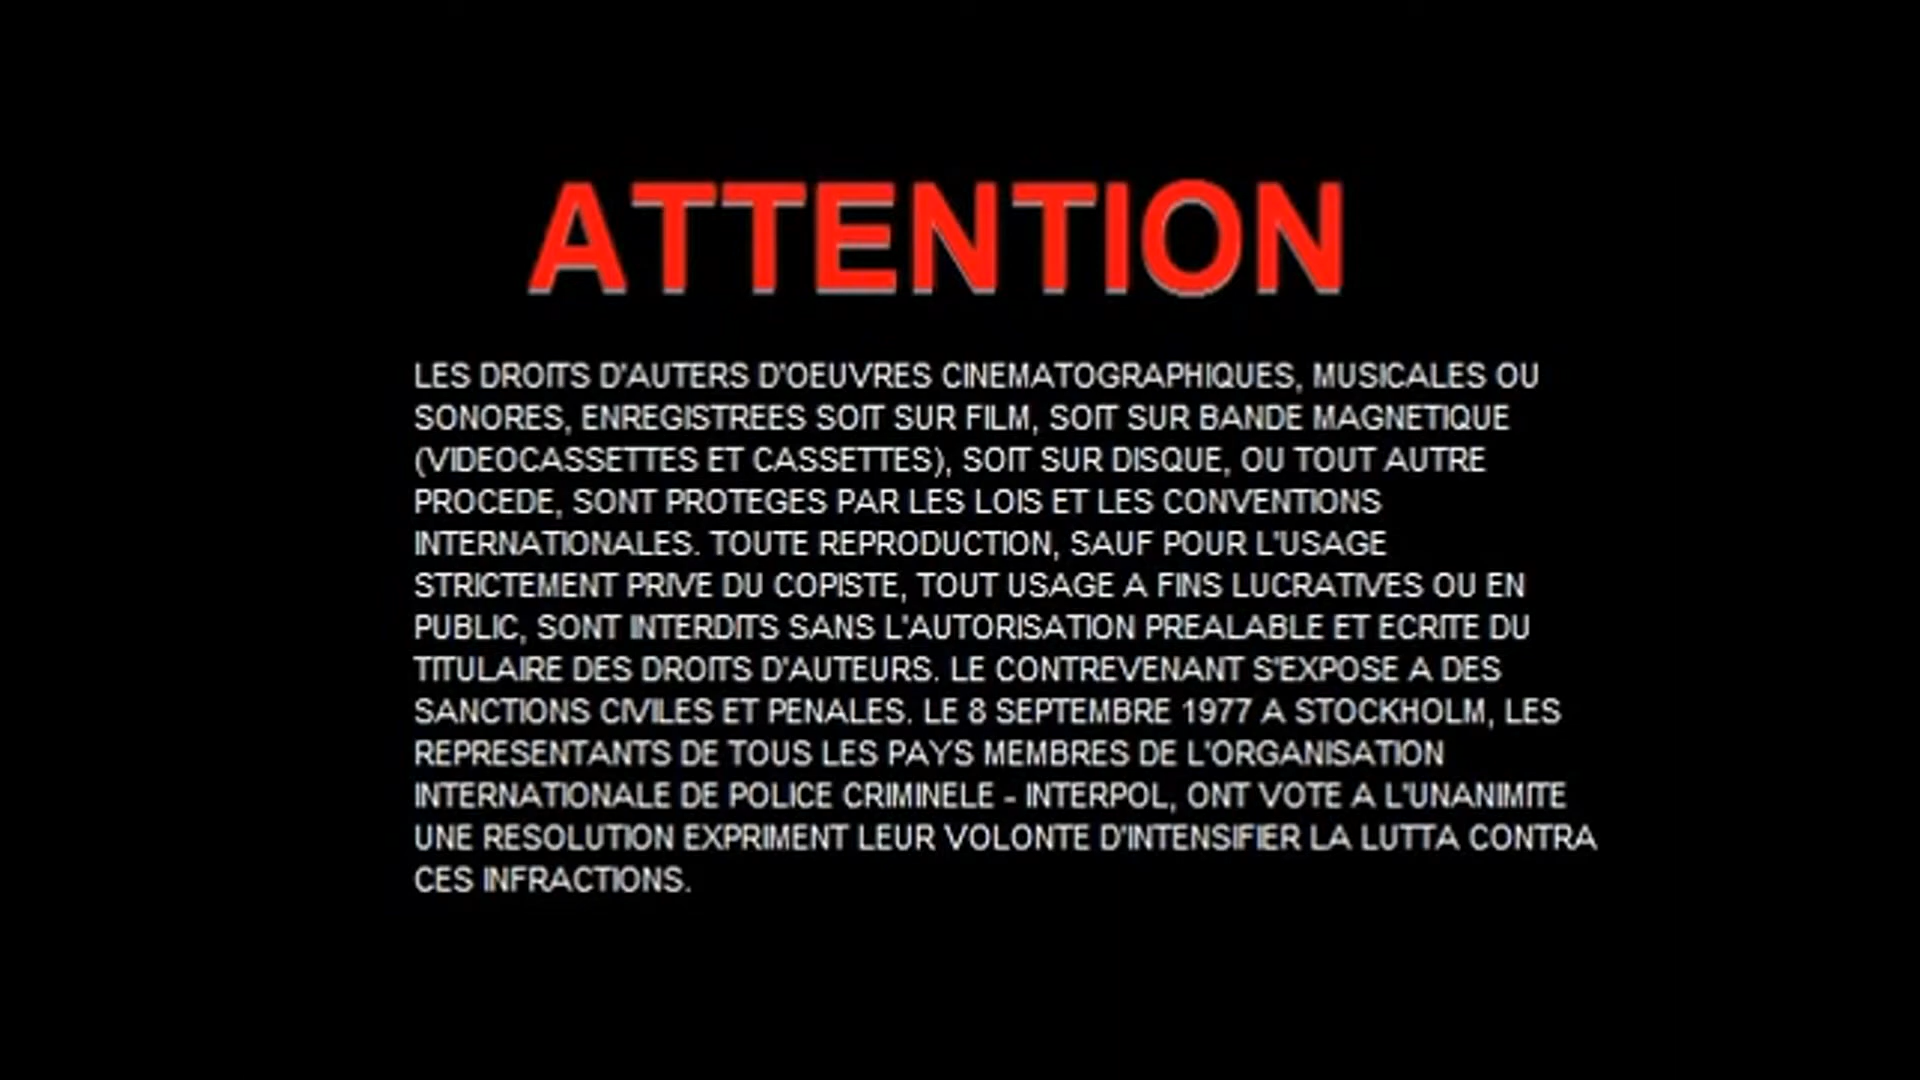 ATTENTION
LES DROITS D'AUTERS D'OEUVRES CINEMATOGRAPHIQUES, MUSICALES OU
SONORES, ENREGISTREES SOIT SUR FILM, SOIT SUR BANDE MAGNETIQUE
(VIDEOCASSETTES ET CASSETTES), SOIT SUR DISQUE, OU TOUT AUTRE
PROCEDE, SONT PROTEGES PAR LES LOIS ET LES CONVENTIONS
INTERNATIONALES. TOUTE REPRODUCTION, SAUF POUR L'USAGE
STRICTEMENT PRIVE DU COPISTE, TOUT USAGE A FINS LUCRATIVES OU EN
PUBLIC, SONT INTERDITS SANS L'AUTORISATION PREALABLE ET ECRITE DU
TITULAIRE DES DROITS D'AUTEURS. LE CONTREVENANT S'EXPOSE A DES
SANCTIONS CIVILES ET PENALES. LE 8 SEPTEMBRE 1977 A STOCKHOLM, LES
REPRESENTANTS DE TOUS LES PAYS MEMBRES DE L'ORGANISATION
INTERNATIONALE DE POLICE CRIMINELE - INTERPOL, ONT VOTE A L'UNANIMITE
UNE RESOLUTION EXPRIMENT LEUR VOLONTE D'INTENSIFIER LA LUTTA CONTRA
CES INFRACTIONS.